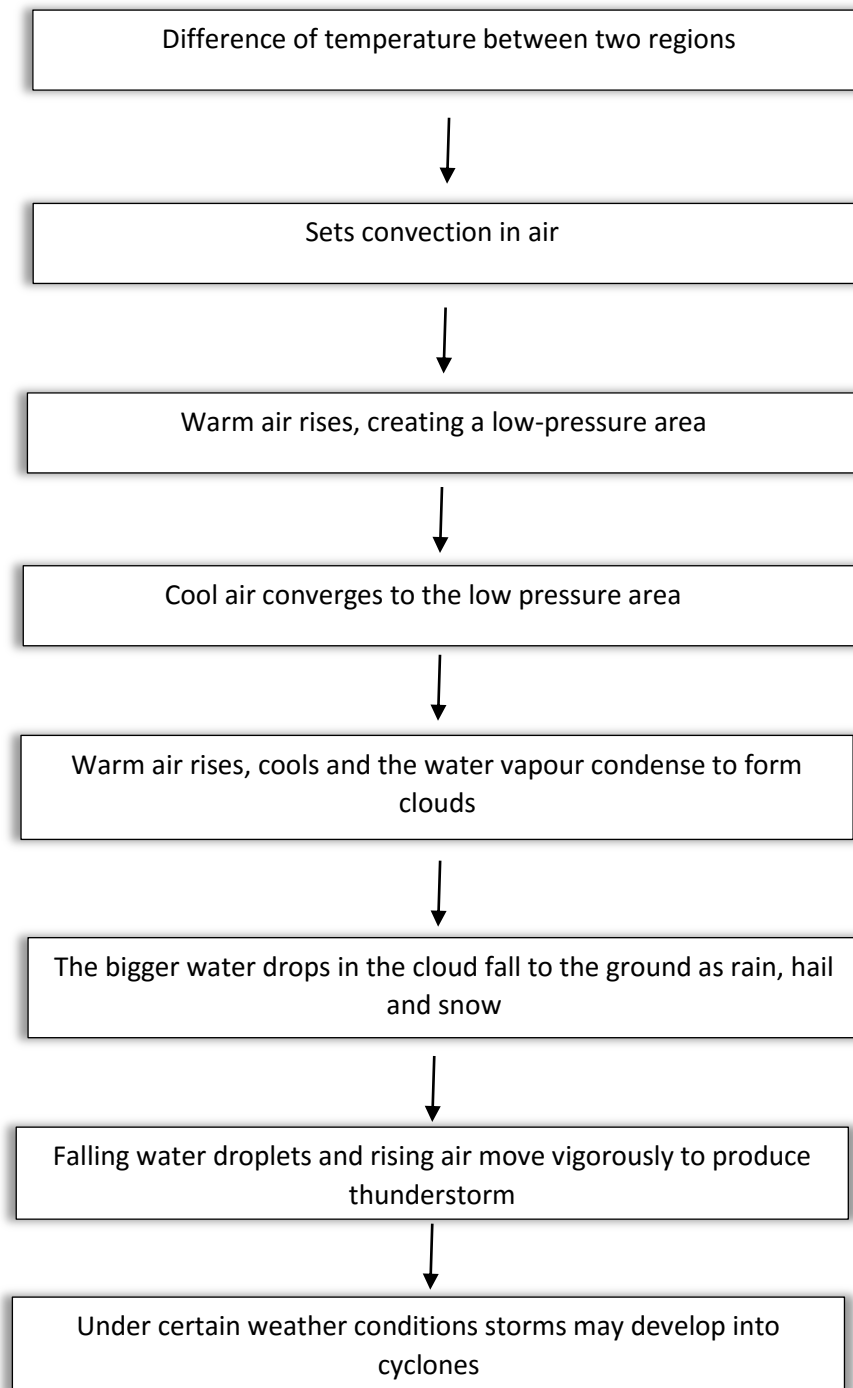 Difference of temperature between two regions
Sets convection in air
Warm air rises, creating a low-pressure area
Cool air converges to the low pressure area
Warm air rises, cools and the water vapour condense to form
clouds
The bigger water drops in the cloud fall to the ground as rain, hail
and snow
Falling water droplets and rising air move vigorously to produce
thunderstorm
Under certain weather conditions storms may develop into
cyclones